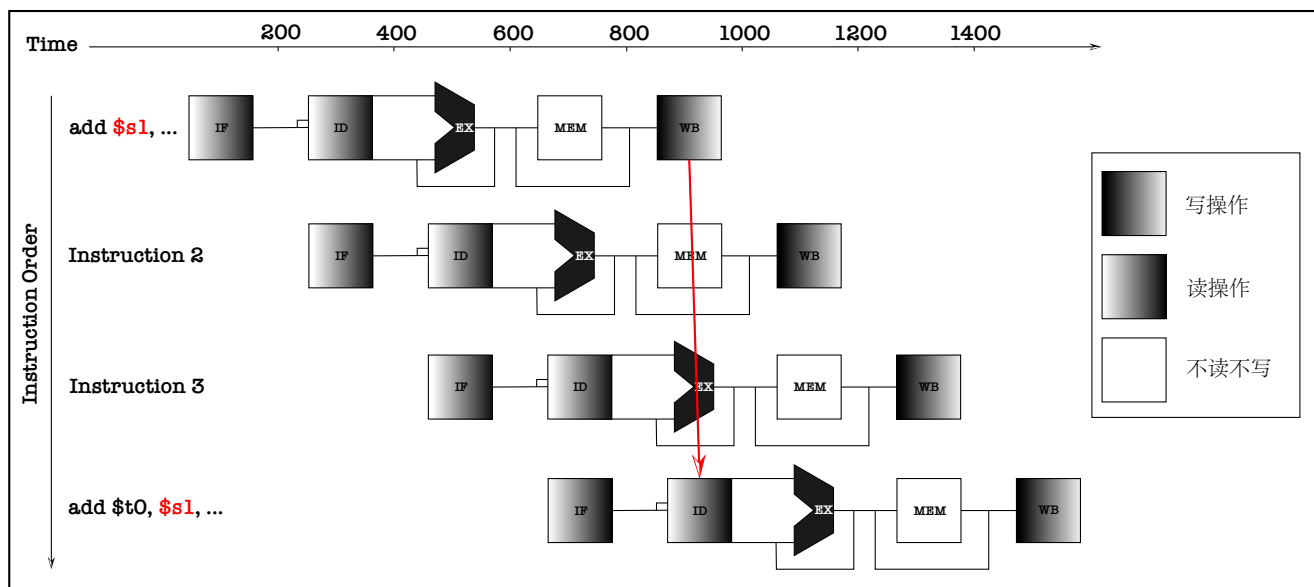 Time 200 400 600 800 1000 1200 1400
Instruction Order
add $s1, ...
IF ID EX MEM WB
Instruction 2
IF ID EX MEM WB
Instruction 3
IF ID EX MEM WB
add $t0, $s1, ...
IF ID EX MEM WB
写操作
读操作
不读不写